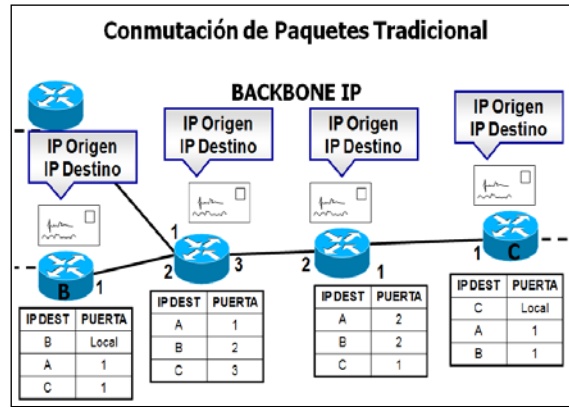 Conmutación de Paquetes Tradicional
BACKBONE IP
IP Origen
IP Destino
IP Origen
IP Destino
IP Origen
IP Destino
IP Origen
IP Destino
B
1
1
2
3
2
1
1
C
IP DEST PUERTA
B Local
A 1
C 1
IP DEST PUERTA
A 1
B 2
C 3
IP DEST PUERTA
A 2
B 2
C 1
IP DEST PUERTA
C Local
A 1
B 1